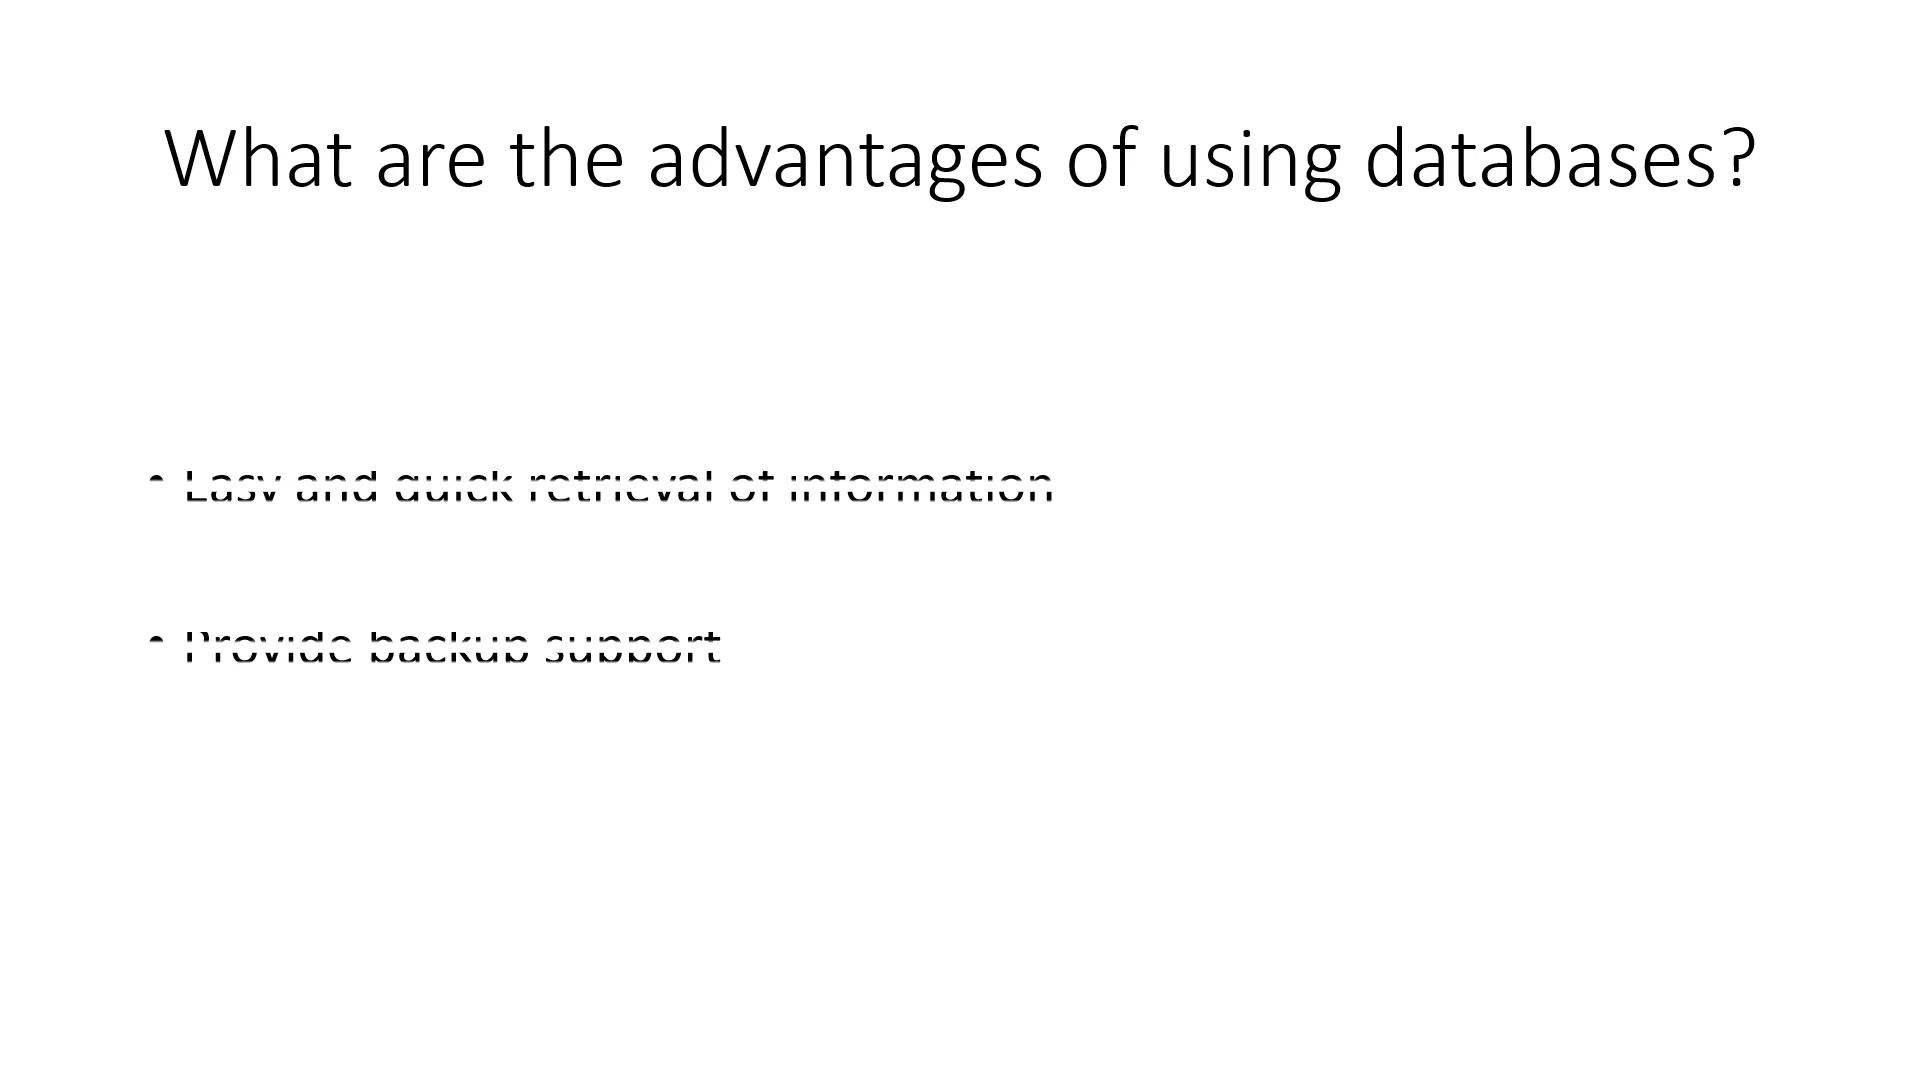 What are the advantages of using databases?
• Easy and quick retrieval of information
• Provide backup support